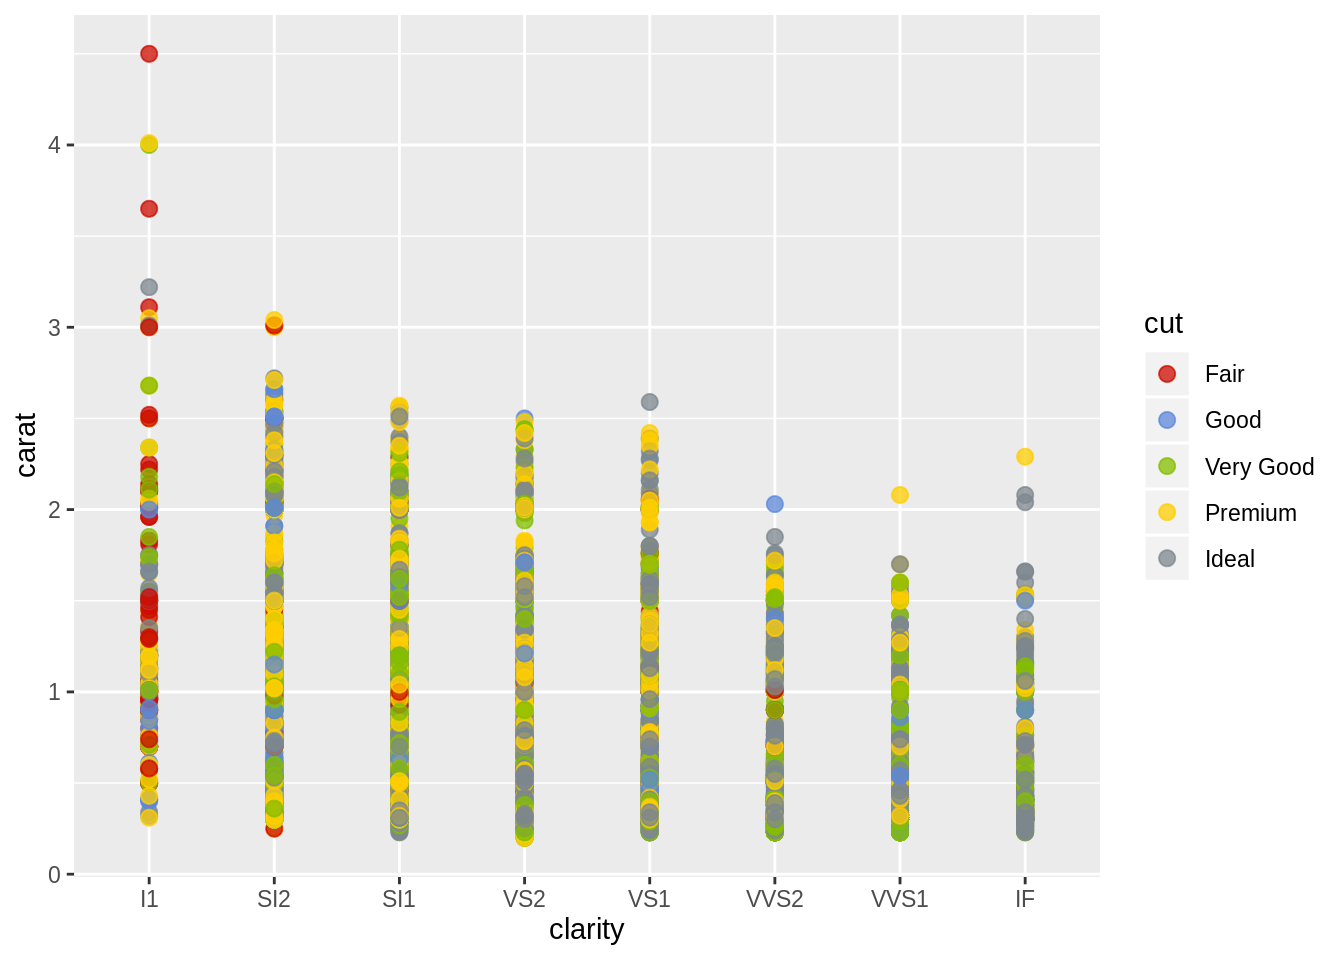 4
3
2
1
0
carat
I1 SI2 SI1 VS2 VS1 VVS2 VVS1 IF
clarity
cut
Fair
Good
Very Good
Premium
Ideal